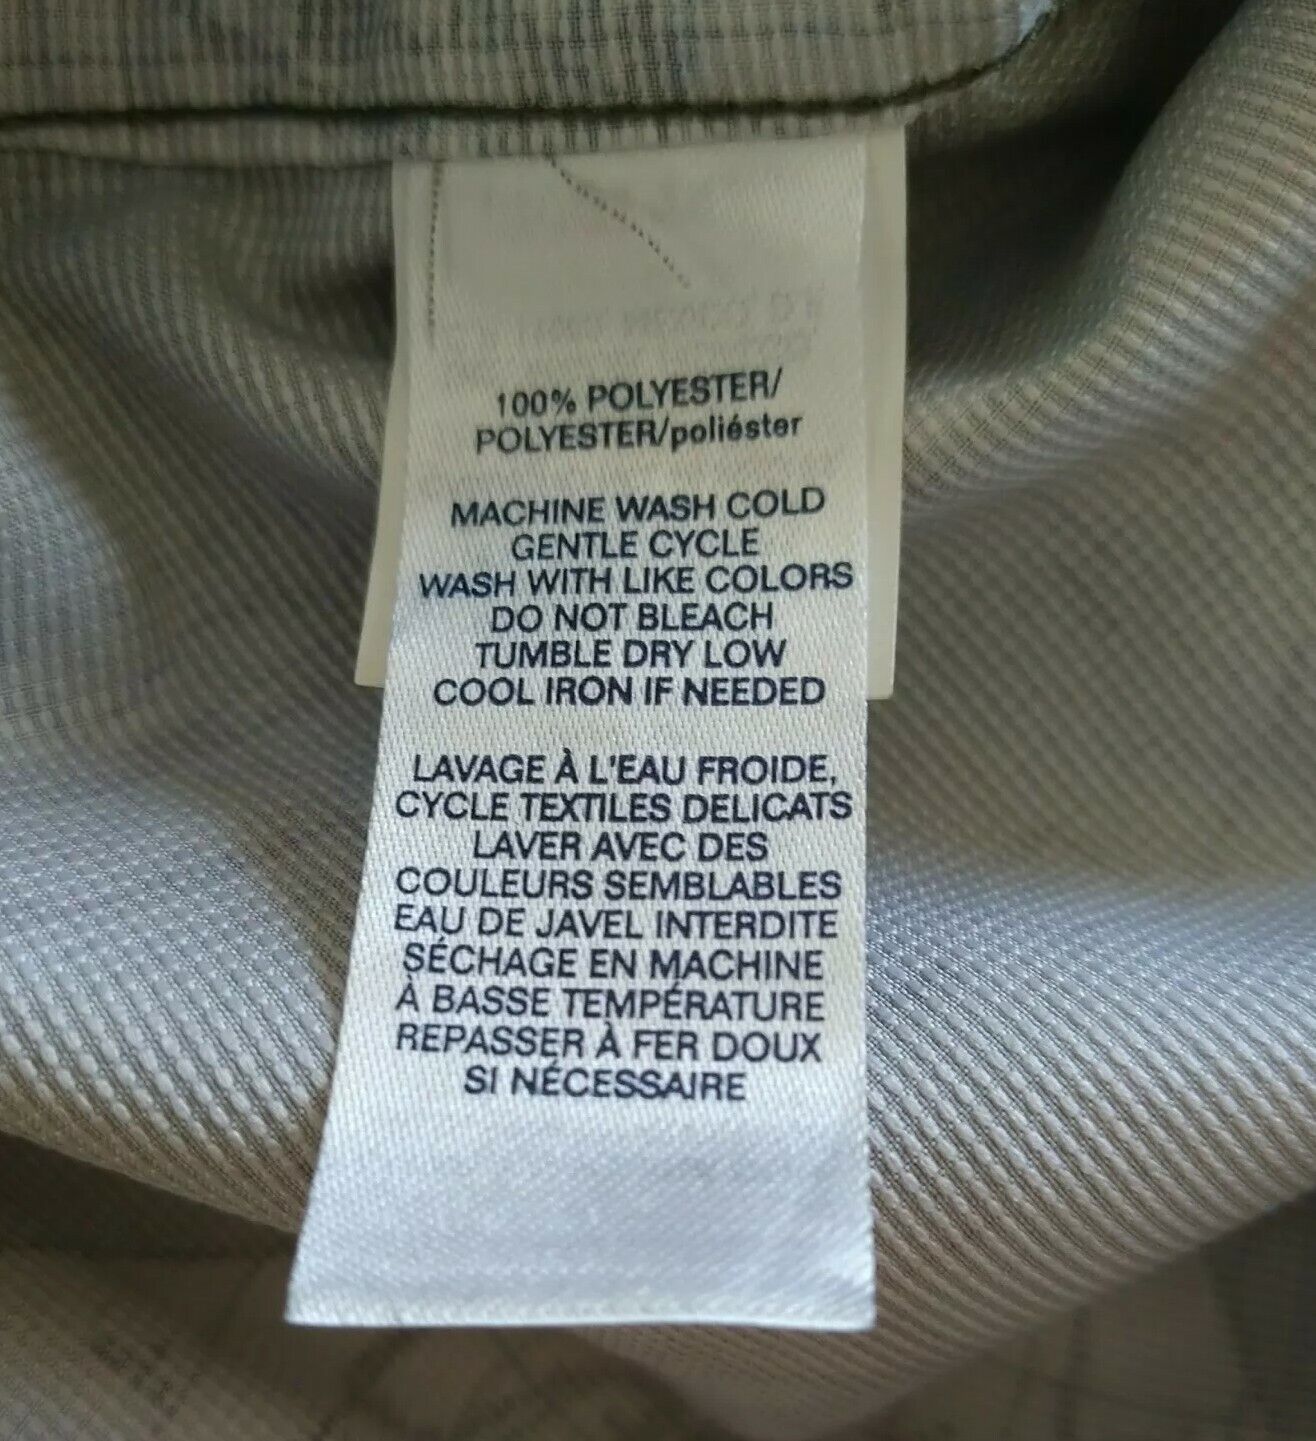 100% POLYESTER/
POLYESTER/poliéster
MACHINE WASH COLD
GENTLE CYCLE
WASH WITH LIKE COLORS
DO NOT BLEACH
TUMBLE DRY LOW
COOL IRON IF NEEDED
LAVAGE À L'EAU FROIDE,
CYCLE TEXTILES DELICATS
LAVER AVEC DES
COULEURS SEMBLABLES
EAU DE JAVEL INTERDITE
SÉCHAGE EN MACHINE
À BASSE TEMPÉRATURE
REPASSER À FER DOUX
SI NÉCESSAIRE